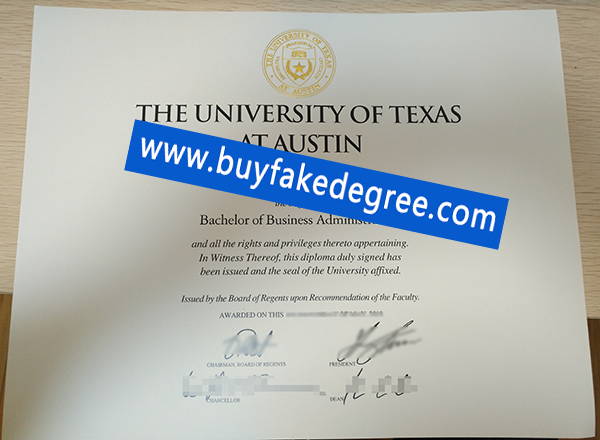 THE UNIVERSITY OF TEXAS
AT AUSTIN
www.buyfakedegree.com
the
Bachelor of Business
and all the rights and privileges thereto appertaining.
In Witness Thereof, this diploma duly signed has
been issued and the seal of the University affixed.
Issued by the Board of Regents upon Recommendation of the Faculty.
AWARDED ON THIS
CHAIRMAN, BOARD OF REGENTS
PRESIDENT
CHANCELLOR
DEAN